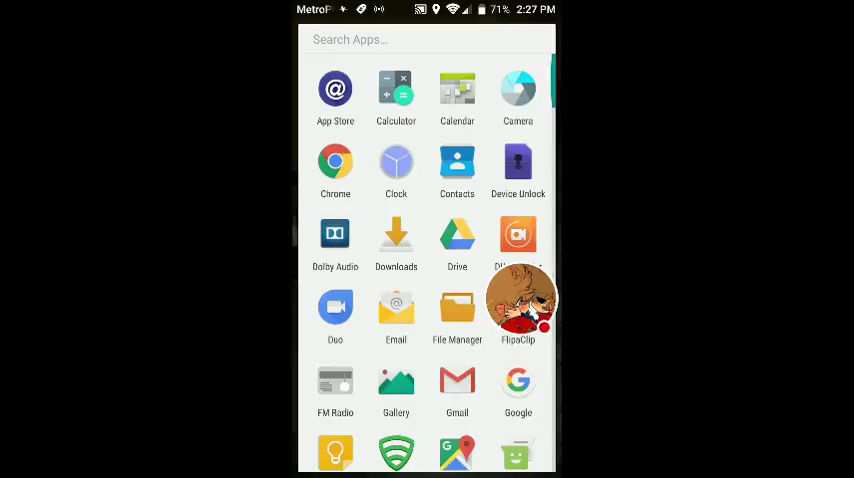 MetroP 71% 2:27 PM
Search Apps...
App Store Calculator Calendar Camera
Chrome Clock Contacts Device Unlock
Dolby Audio Downloads Drive
Duo Email File Manager FlipaClip
FM Radio Gallery Gmail Google